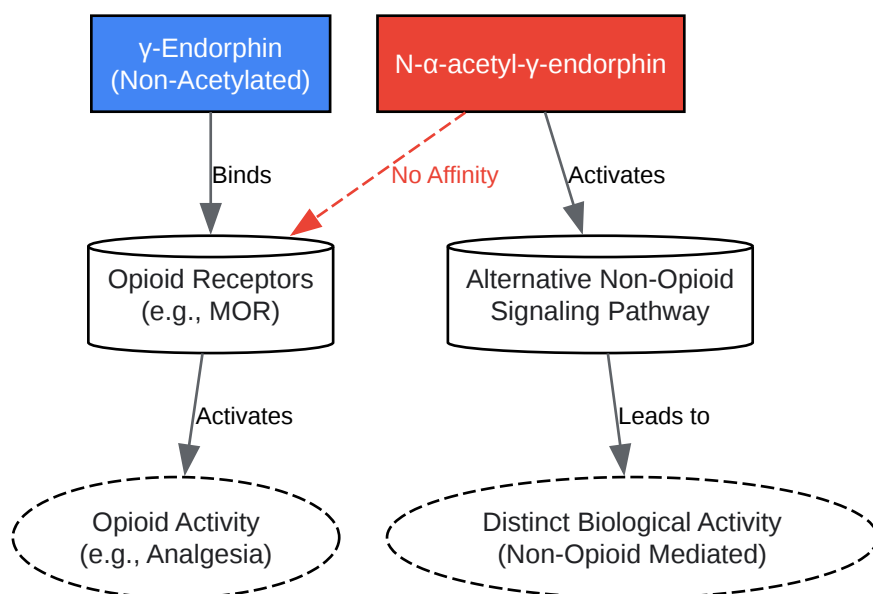 γ-Endorphin
(Non-Acetylated)
N-α-acetyl-γ-endorphin
Binds
No Affinity
Activates
Opioid Receptors
(e.g., MOR)
Alternative Non-Opioid
Signaling Pathway
Activates
Leads to
Opioid Activity
(e.g., Analgesia)
Distinct Biological Activity
(Non-Opioid Mediated)